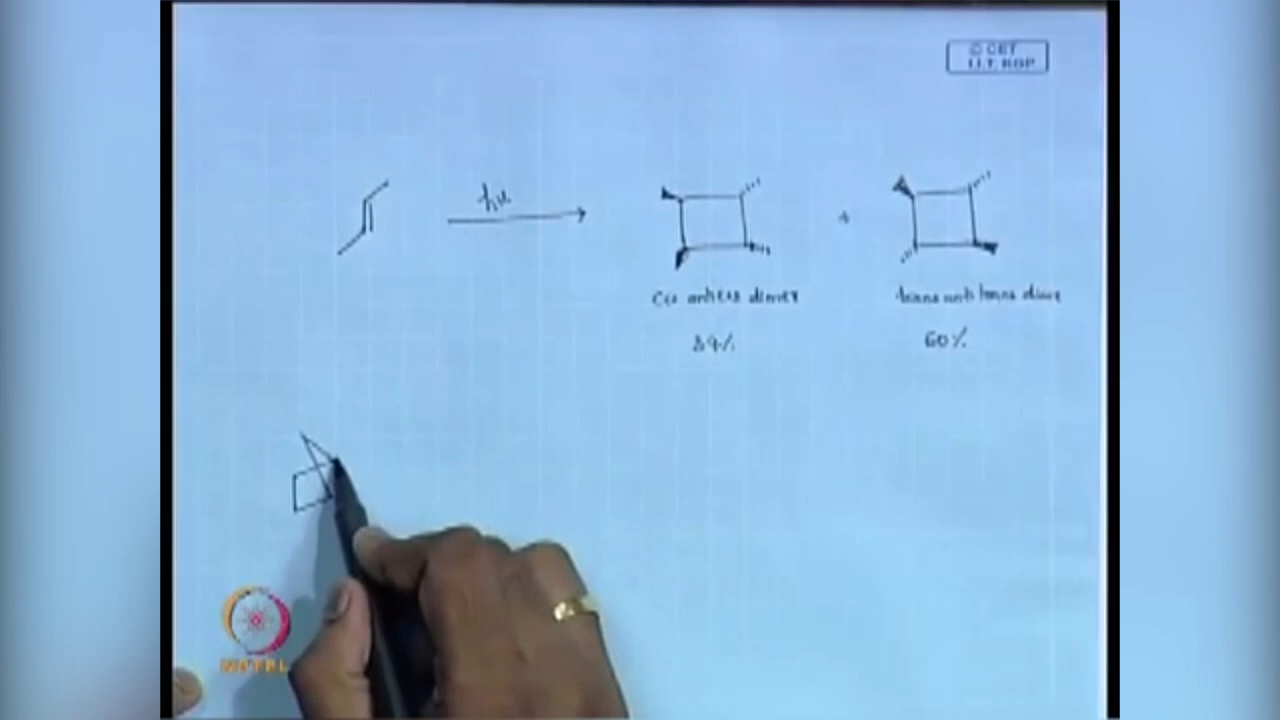 © CET
I.I.T. KGP
hν
+
Cis anti cis dimer
trans anti trans dimer
60%
NPTEL